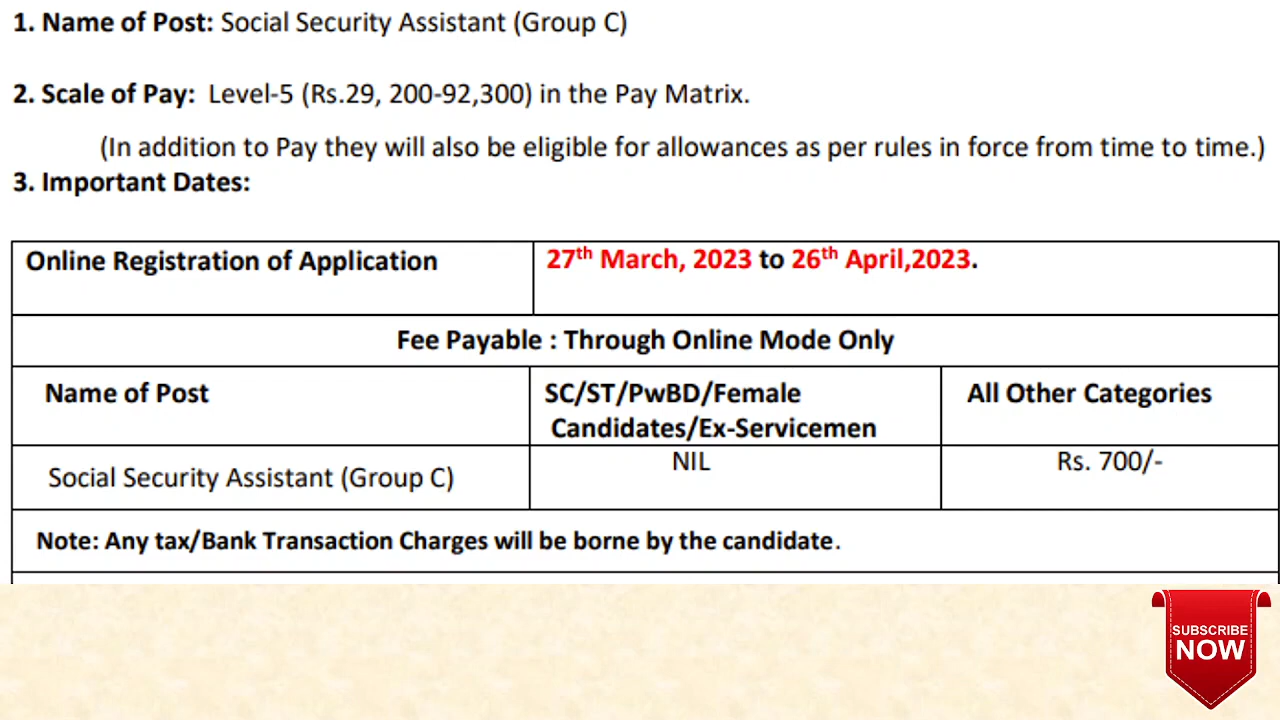 1. Name of Post: Social Security Assistant (Group C)
2. Scale of Pay: Level-5 (Rs.29, 200-92,300) in the Pay Matrix.
(In addition to Pay they will also be eligible for allowances as per rules in force from time to time.)
3. Important Dates:
Online Registration of Application 27th March, 2023 to 26th April,2023.
Fee Payable : Through Online Mode Only
Name of Post SC/ST/PwBD/Female All Other Categories
Candidates/Ex-Servicemen
Social Security Assistant (Group C) NIL Rs. 700/-
Note: Any tax/Bank Transaction Charges will be borne by the candidate.
SUBSCRIBE
NOW